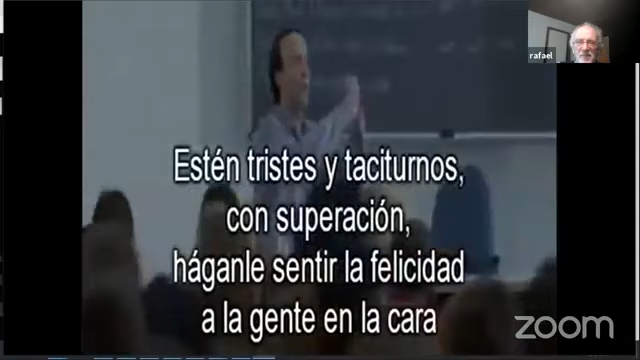 rafael
Estén tristes y taciturnos,
con superación,
háganle sentir la felicidad
a la gente en la cara
zoom